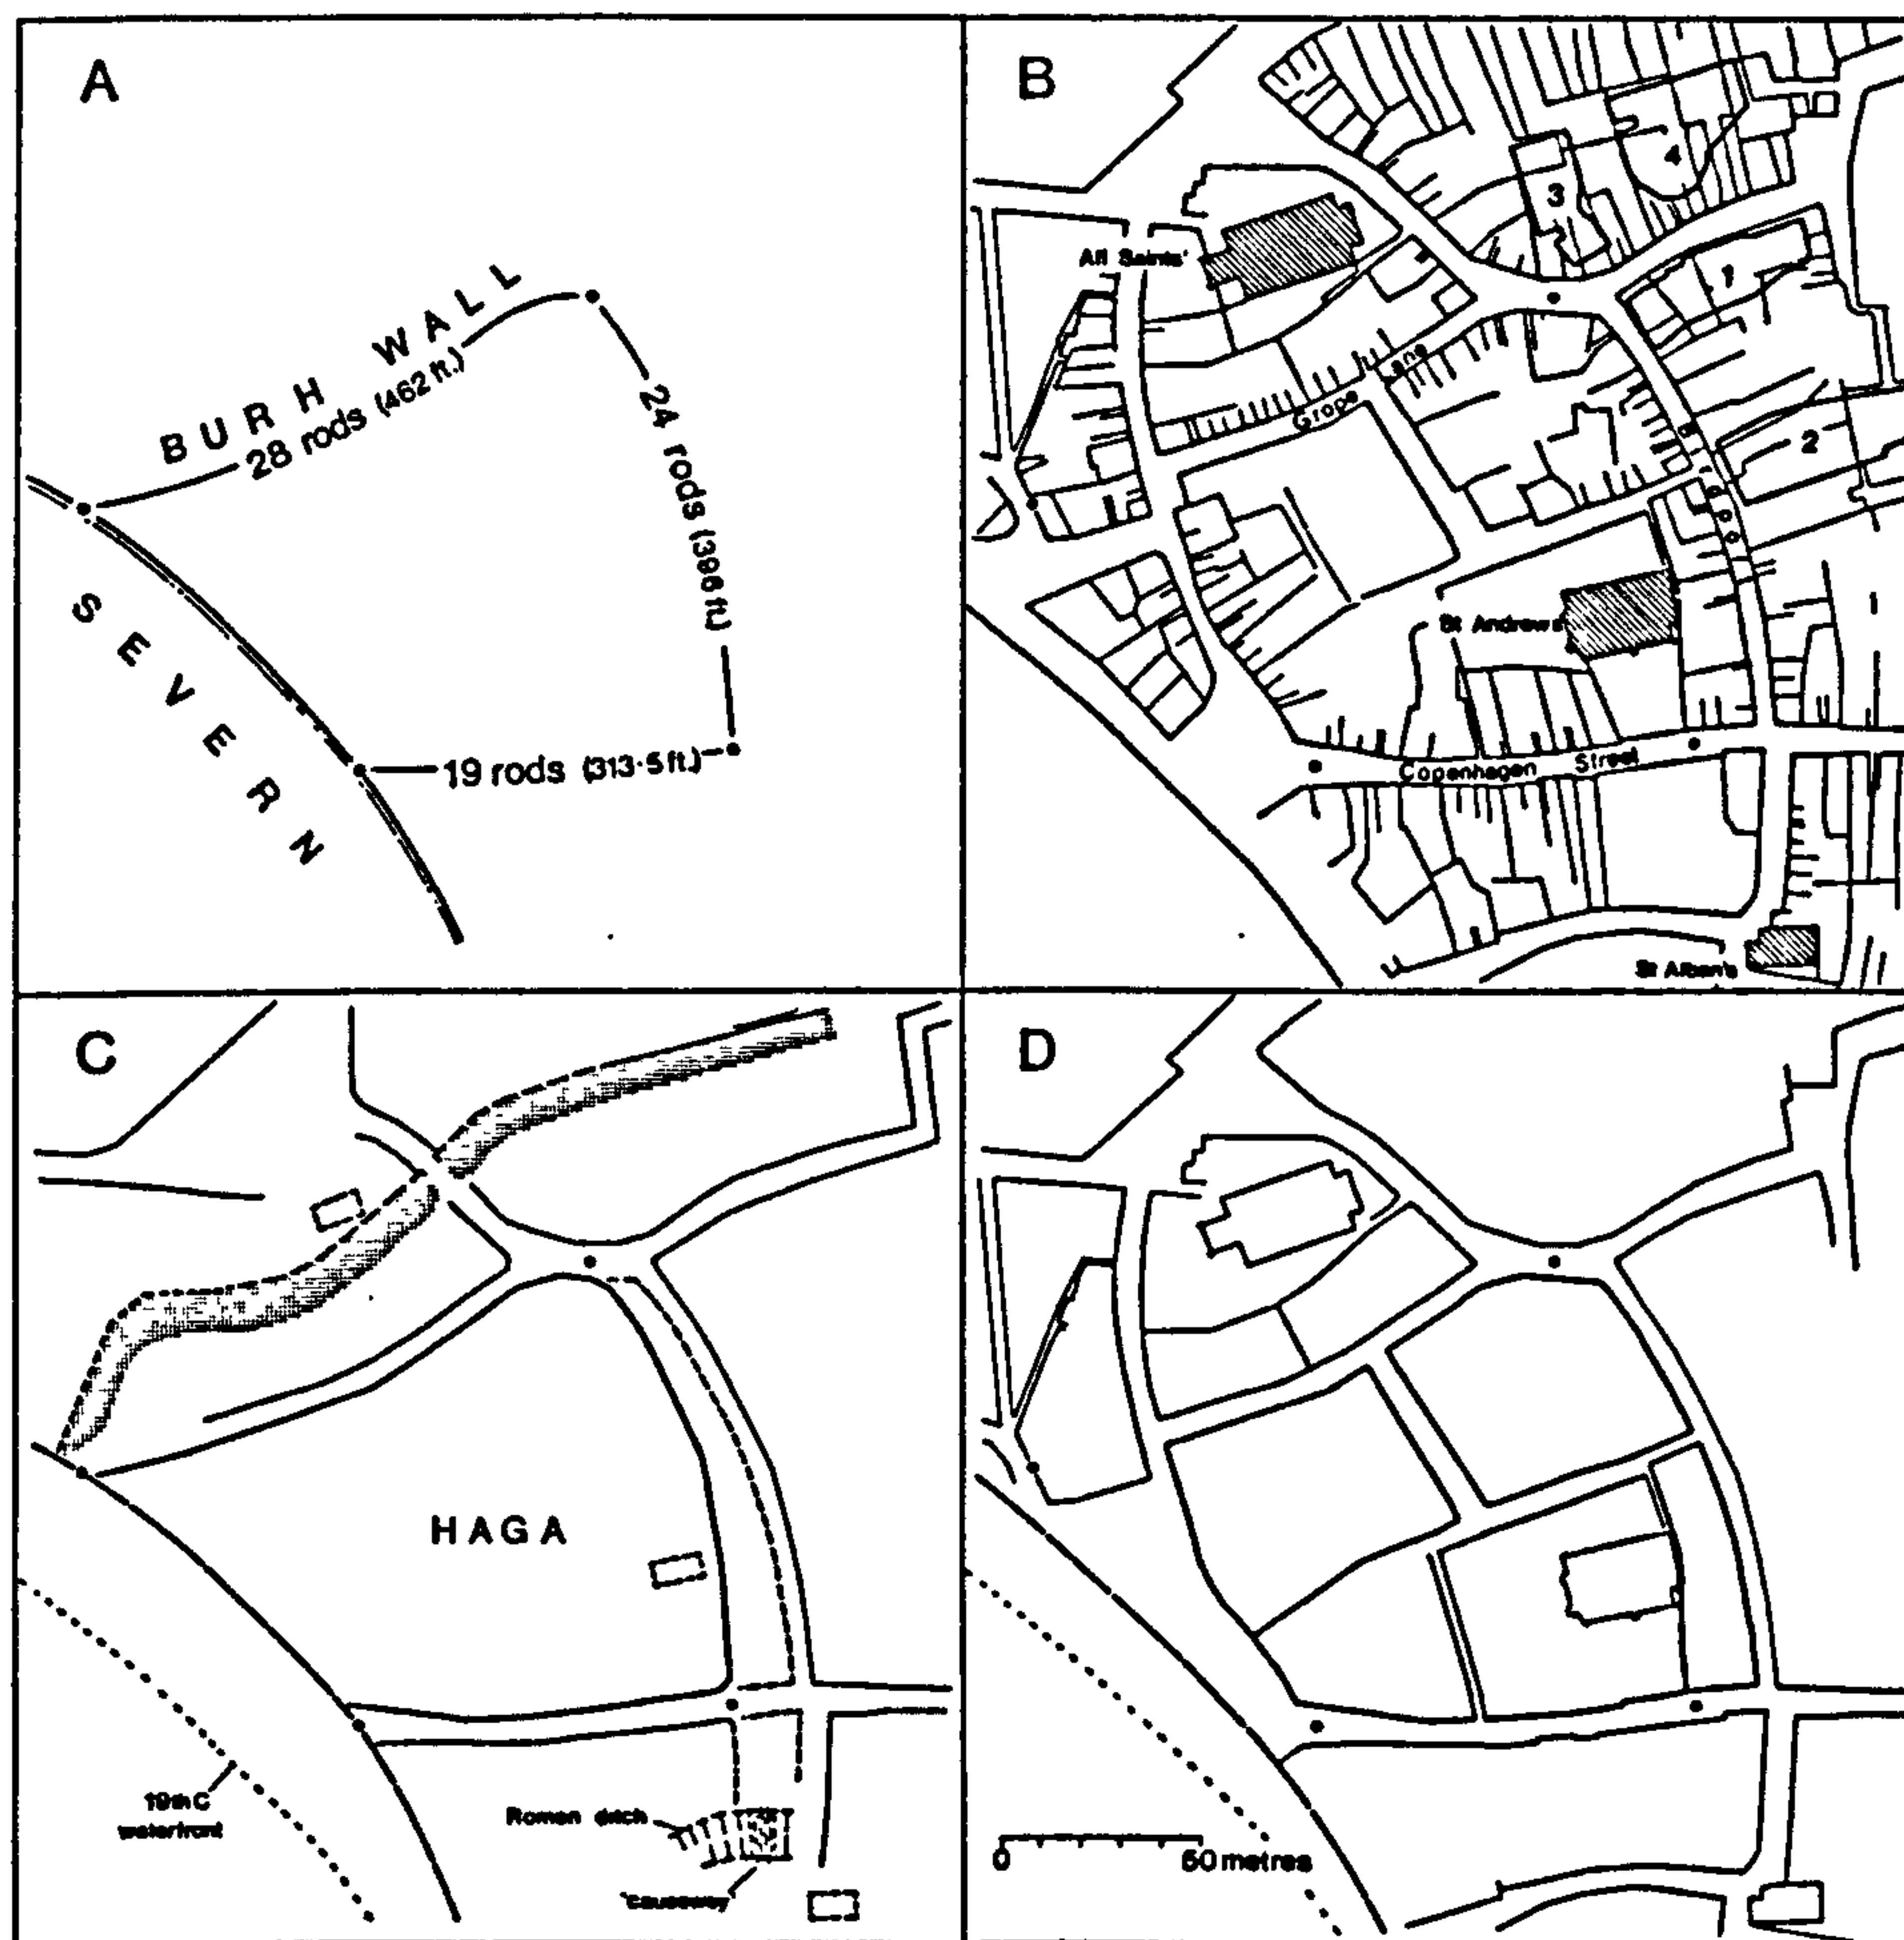 A
BURH WALL
28 rods (462 ft.)
24 rods (396 ft.)
19 rods (313·5 ft.)
SEVERN
B
All Saints'
Grope Lane
1
2
3
4
St Andrew's
Copenhagen Street
St Alban's
C
HAGA
19th C
waterfront
Roman ditch
'Causeway'
D
0 50 metres